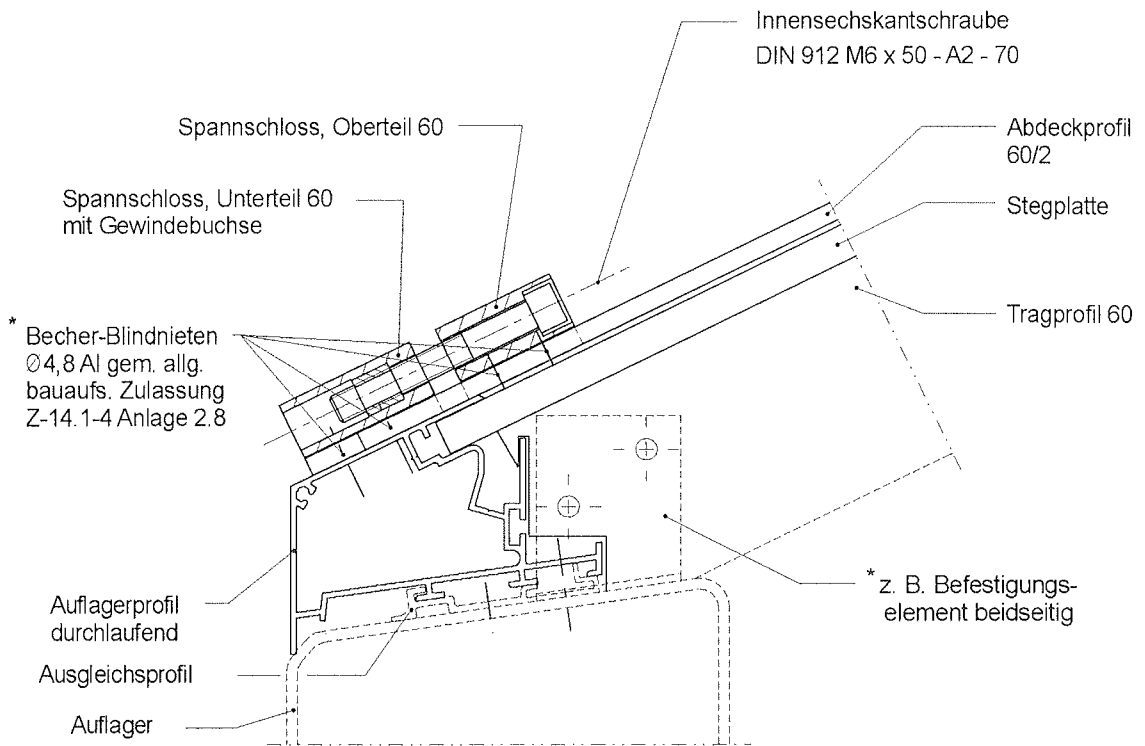 Innensechskantschraube
DIN 912 M6 x 50 - A2 - 70
Spannschloss, Oberteil 60
Abdeckprofil
60/2
Spannschloss, Unterteil 60
mit Gewindebuchse
Stegplatte
Tragprofil 60
* Becher-Blindnieten
∅4,8 Al gem. allg.
bauaufs. Zulassung
Z-14.1-4 Anlage 2.8
* z. B. Befestigungs-
element beidseitig
Auflagerprofil
durchlaufend
Ausgleichsprofil
Auflager